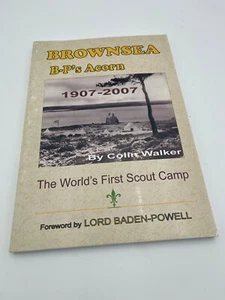 BROWNSEA
B-P's Acorn
1907-2007
By Colin Walker
The World's First Scout Camp
Foreword by LORD BADEN-POWELL